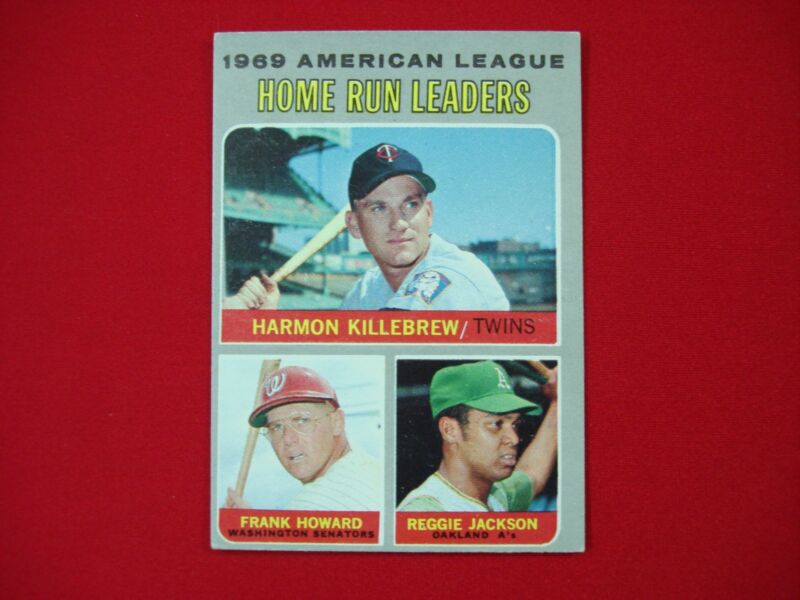 1969 AMERICAN LEAGUE
HOME RUN LEADERS
HARMON KILLEBREW/ TWINS
FRANK HOWARD
WASHINGTON SENATORS
REGGIE JACKSON
OAKLAND A's